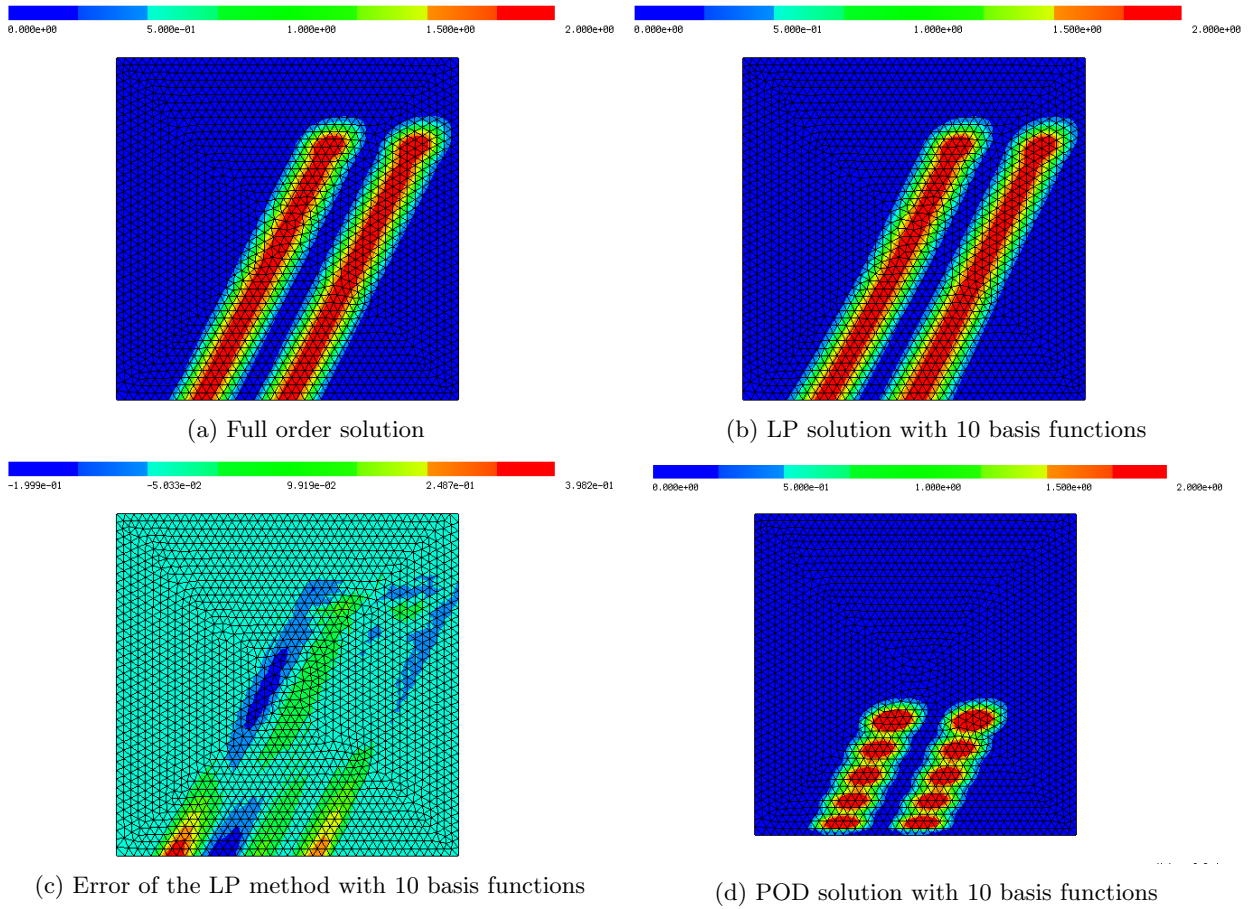 0.000e+00 5.000e-01 1.000e+00 1.500e+00 2.000e+00
0.000e+00 5.000e-01 1.000e+00 1.500e+00 2.000e+00
(a) Full order solution
(b) LP solution with 10 basis functions
-1.999e-01 -5.033e-02 9.919e-02 2.487e-01 3.982e-01
0.000e+00 5.000e-01 1.000e+00 1.500e+00 2.000e+00
(c) Error of the LP method with 10 basis functions
(d) POD solution with 10 basis functions